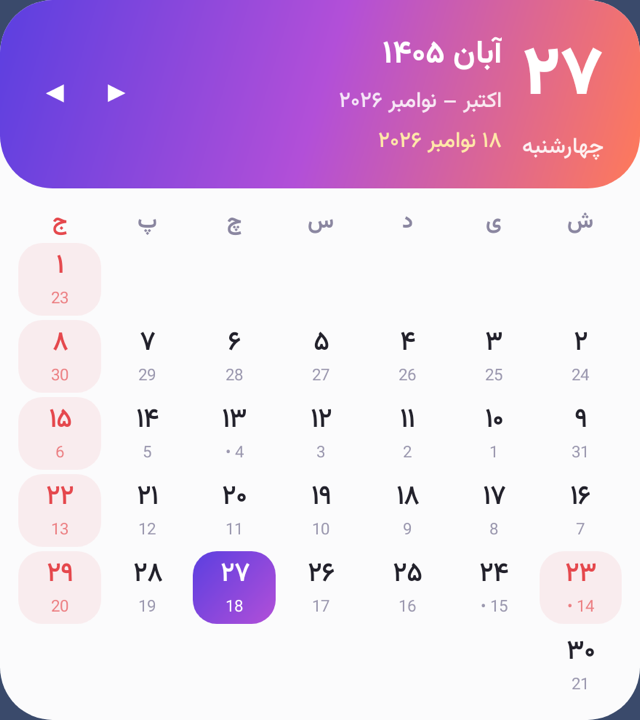 ۲۷
چهارشنبه
آبان ۱۴۰۵
اکتبر – نوامبر ۲۰۲۶
۱۸ نوامبر ۲۰۲۶
ش ی د س چ پ ج
۱
23
۲ ۳ ۴ ۵ ۶ ۷ ۸
24 25 26 27 28 29 30
۹ ۱۰ ۱۱ ۱۲ ۱۳ ۱۴ ۱۵
31 1 2 3 4 • 5 6
۱۶ ۱۷ ۱۸ ۱۹ ۲۰ ۲۱ ۲۲
7 8 9 10 11 12 13
۲۳ ۲۴ ۲۵ ۲۶ ۲۷ ۲۸ ۲۹
14 • 15 • 16 17 18 19 20
۳۰
21